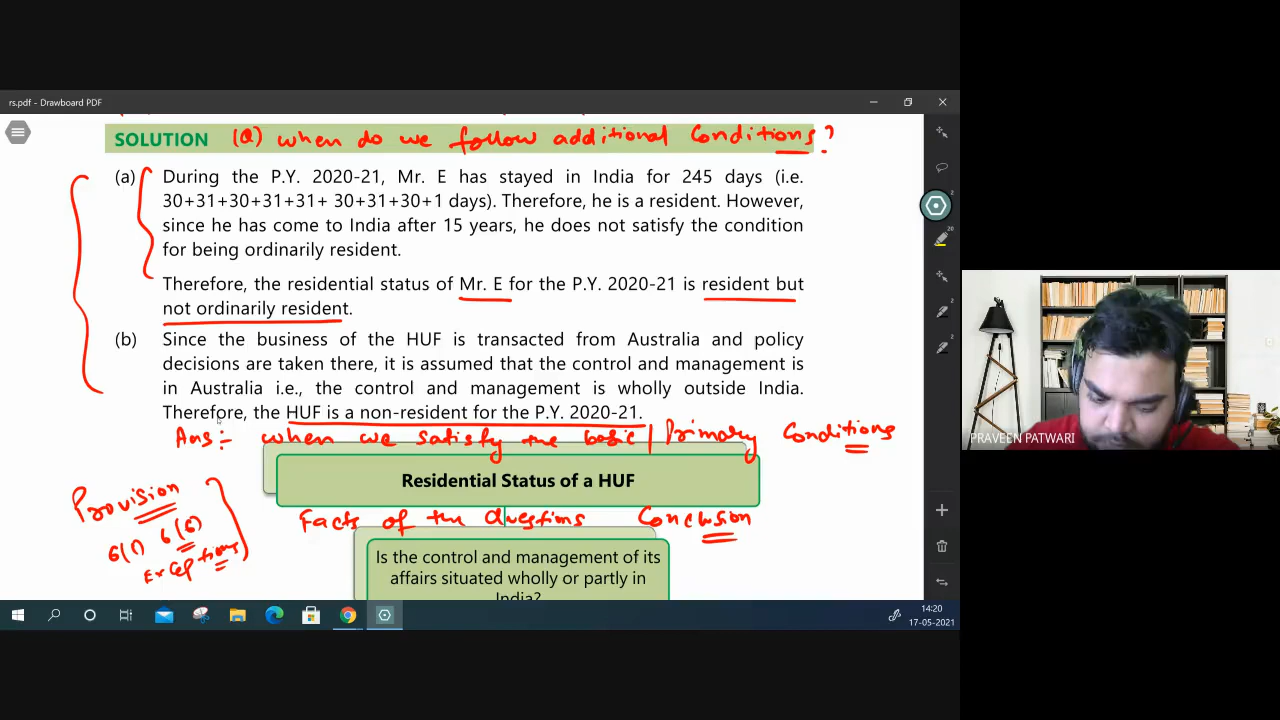 rs.pdf - Drawboard PDF
SOLUTION (Q) When do we follow additional Conditions?
(a) During the P.Y. 2020-21, Mr. E has stayed in India for 245 days (i.e.
30+31+30+31+31+ 30+31+30+1 days). Therefore, he is a resident. However,
since he has come to India after 15 years, he does not satisfy the condition
for being ordinarily resident.
Therefore, the residential status of Mr. E for the P.Y. 2020-21 is resident but
not ordinarily resident.
(b) Since the business of the HUF is transacted from Australia and policy
decisions are taken there, it is assumed that the control and management is
in Australia i.e., the control and management is wholly outside India.
Therefore, the HUF is a non-resident for the P.Y. 2020-21.
Ans:- When we satisfy the basic | Primary Conditions
Residential Status of a HUF
Provision
6(1) 6(6)
Exceptions
Facts of the Questions Conclusion
Is the control and management of its
affairs situated wholly or partly in
India?
PRAVEEN PATWARI
14:20
17-05-2021